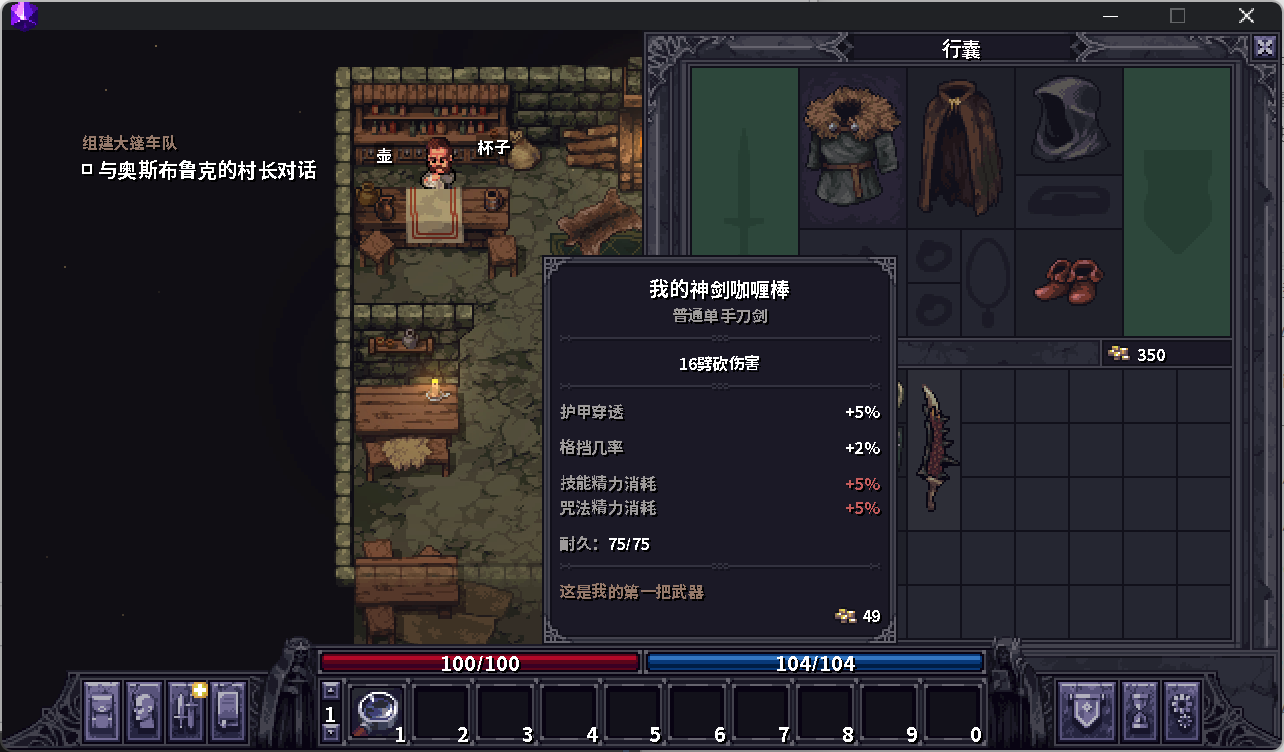 行囊
组建大篷车队
与奥斯布鲁克的村长对话
壶
杯子
350
我的神剑咖喱棒
普通单手刀剑
16劈砍伤害
护甲穿透 +5%
格挡几率 +2%
技能精力消耗 +5%
咒法精力消耗 +5%
耐久：75/75
这是我的第一把武器
49
100/100
104/104
1
1 2 3 4 5 6 7 8 9 0